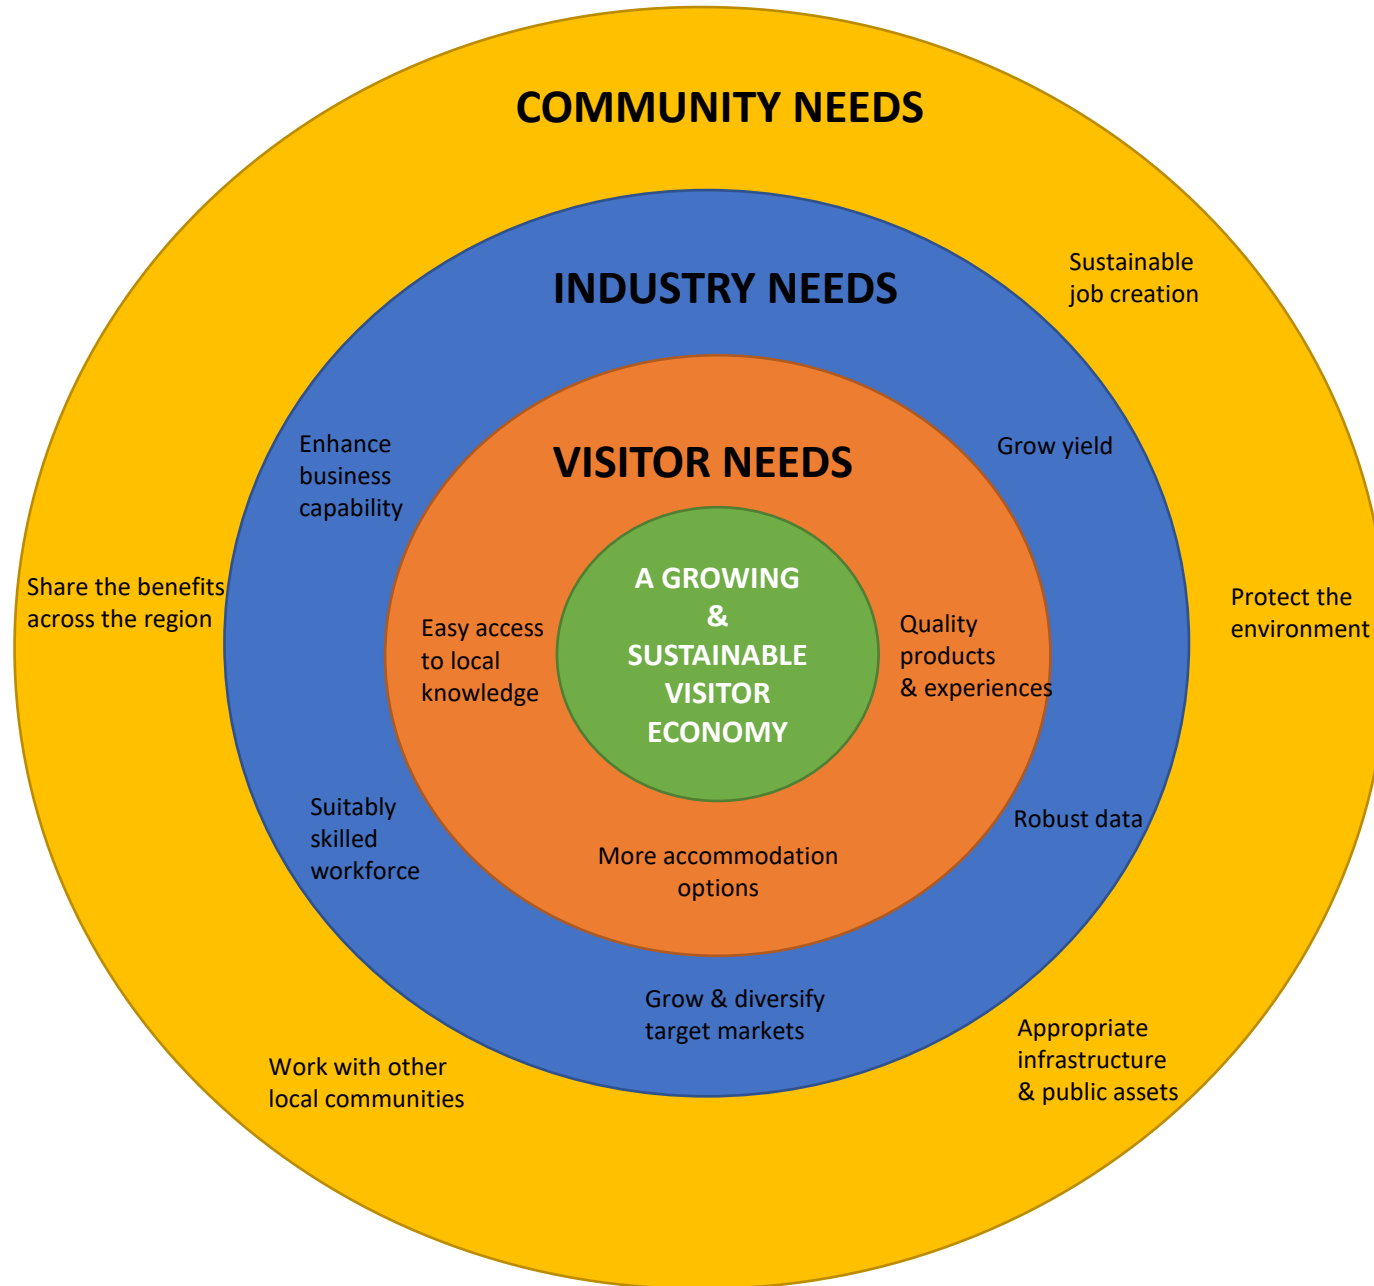 COMMUNITY NEEDS
Sustainable
job creation
INDUSTRY NEEDS
Enhance
business
capability
Grow yield
VISITOR NEEDS
Share the benefits
across the region
Easy access
to local
knowledge
A GROWING
&
SUSTAINABLE
VISITOR
ECONOMY
Quality
products
& experiences
Protect the
environment
Suitably
skilled
workforce
More accommodation
options
Robust data
Grow & diversify
target markets
Work with other
local communities
Appropriate
infrastructure
& public assets